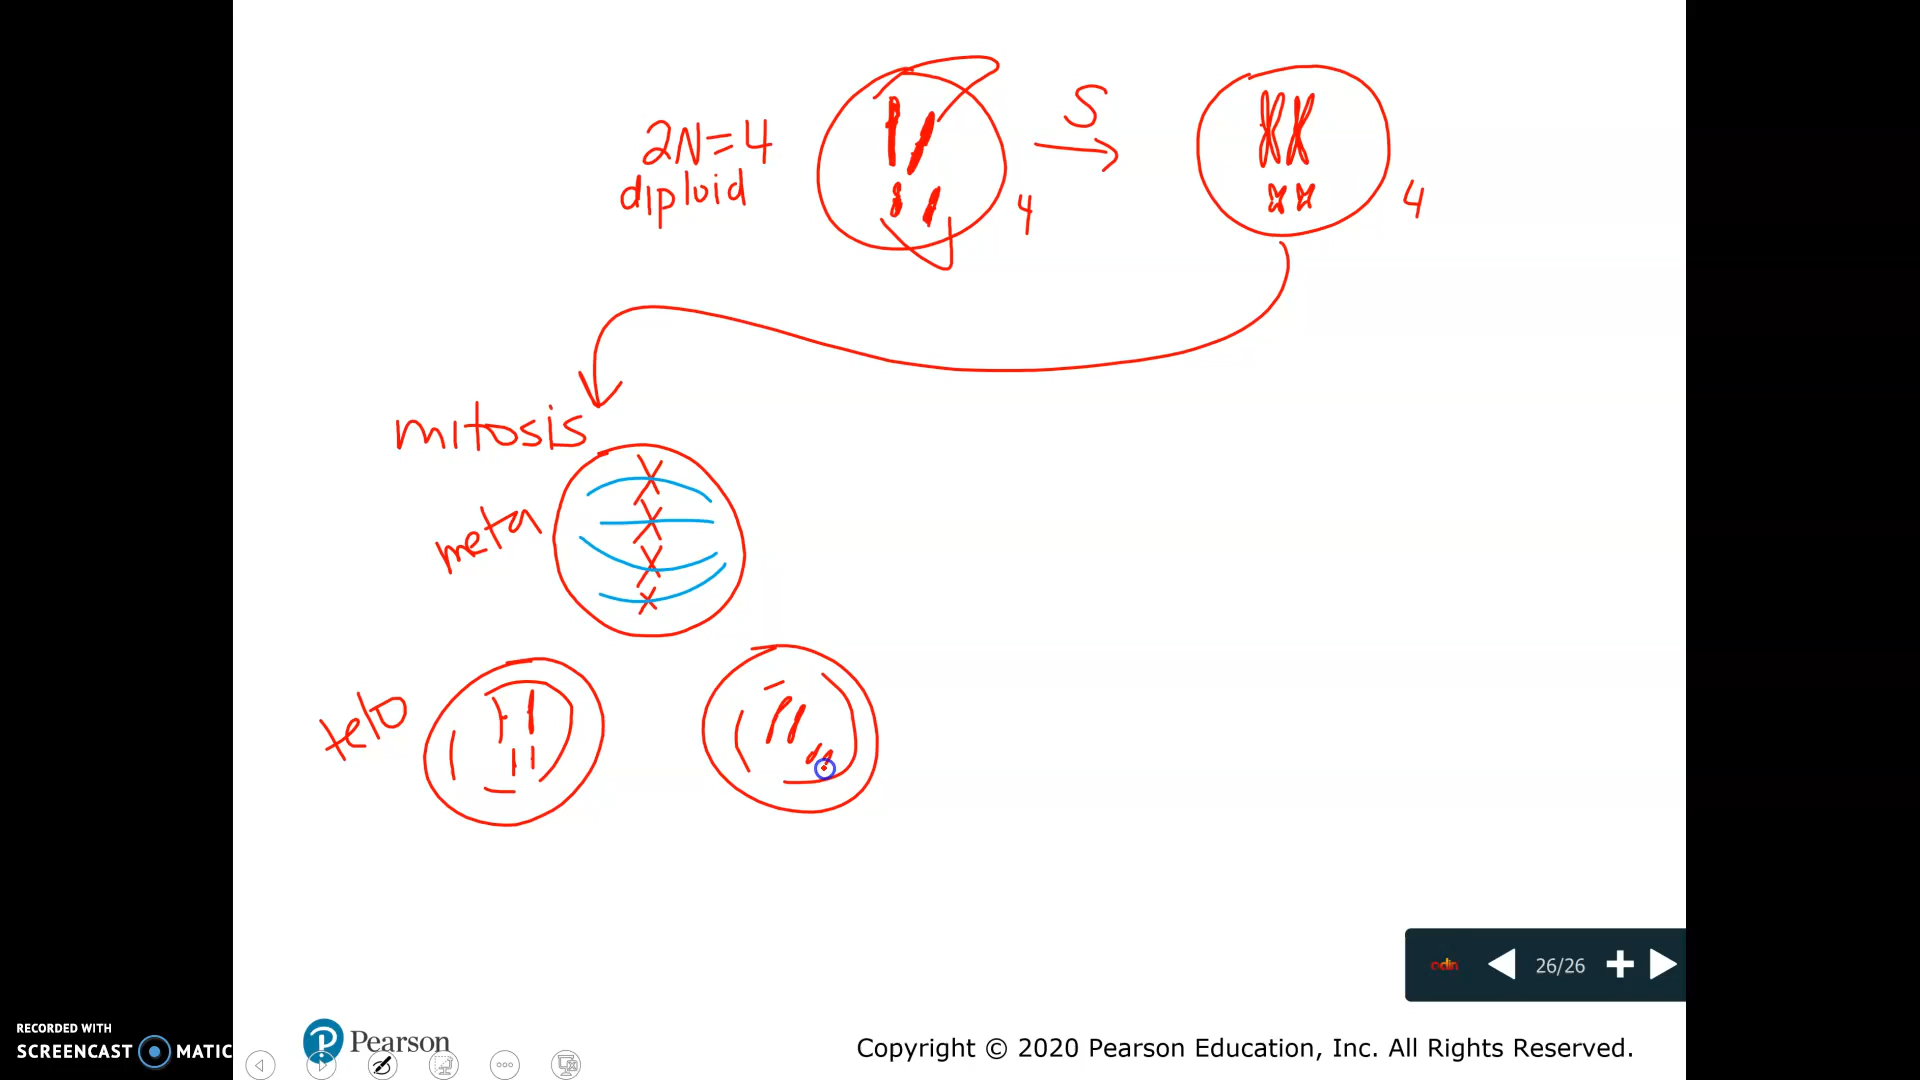 2N=4
diploid
4
S
4
mitosis
meta
telo
odin
26/26
RECORDED WITH
SCREENCAST MATIC
Pearson
Copyright © 2020 Pearson Education, Inc. All Rights Reserved.